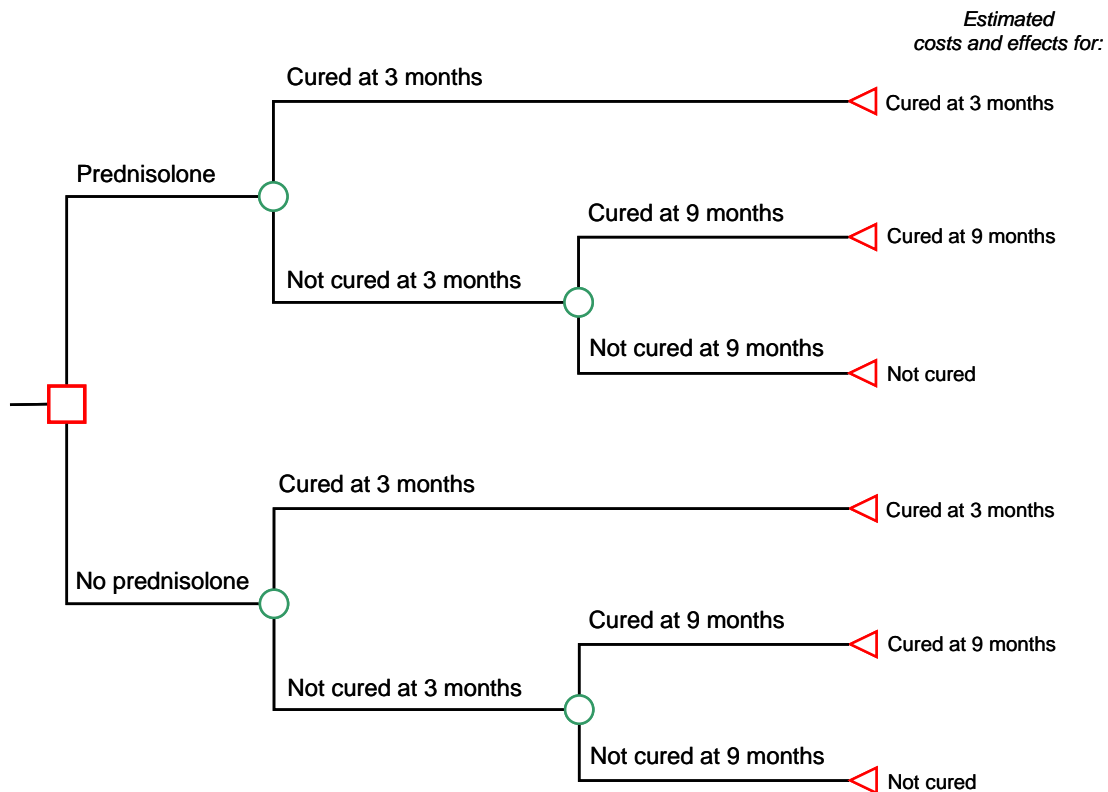 Estimated
costs and effects for:
Cured at 3 months
Cured at 3 months
Prednisolone
Cured at 9 months
Cured at 9 months
Not cured at 3 months
Not cured at 9 months
Not cured
Cured at 3 months
Cured at 3 months
No prednisolone
Cured at 9 months
Cured at 9 months
Not cured at 3 months
Not cured at 9 months
Not cured